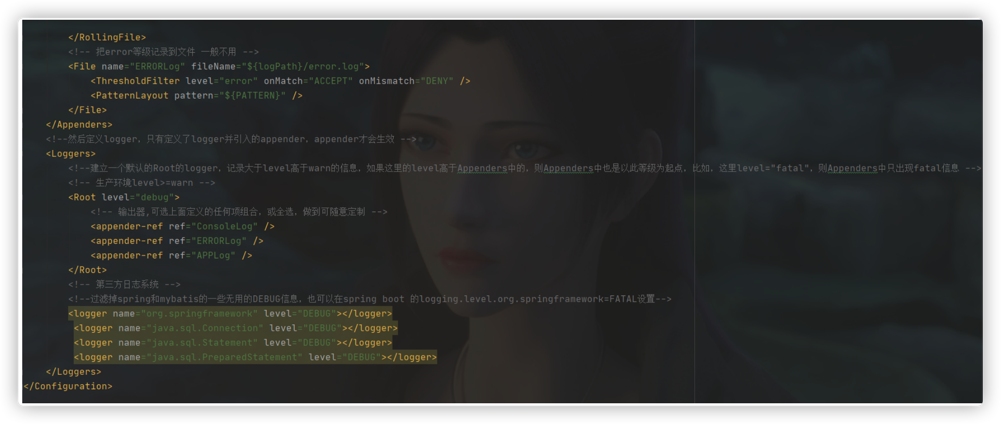 </RollingFile>
<!-- 把error等级记录到文件 一般不用 -->
<File name="ERRORLog" fileName="${logPath}/error.log">
<ThresholdFilter level="error" onMatch="ACCEPT" onMismatch="DENY" />
<PatternLayout pattern="${PATTERN}" />
</File>
</Appenders>
<!--然后定义logger，只有定义了logger并引入的appender，appender才会生效 -->
<Loggers>
<!--建立一个默认的Root的logger，记录大于level高于warn的信息，如果这里的level高于Appenders中的，则Appenders中也是以此等级为起点，比如，这里level="fatal"，则Appenders中只出现fatal信息 -->
<!-- 生产环境level>=warn -->
<Root level="debug">
<!-- 输出器,可选上面定义的任何项组合，或全选，做到可随意定制 -->
<appender-ref ref="ConsoleLog" />
<appender-ref ref="ERRORLog" />
<appender-ref ref="APPLog" />
</Root>
<!-- 第三方日志系统 -->
<!--过滤掉spring和mybatis的一些无用的DEBUG信息，也可以在spring boot 的logging.level.org.springframework=FATAL设置-->
<logger name="org.springframework" level="DEBUG"></logger>
<logger name="java.sql.Connection" level="DEBUG"></logger>
<logger name="java.sql.Statement" level="DEBUG"></logger>
<logger name="java.sql.PreparedStatement" level="DEBUG"></logger>
</Loggers>
</Configuration>